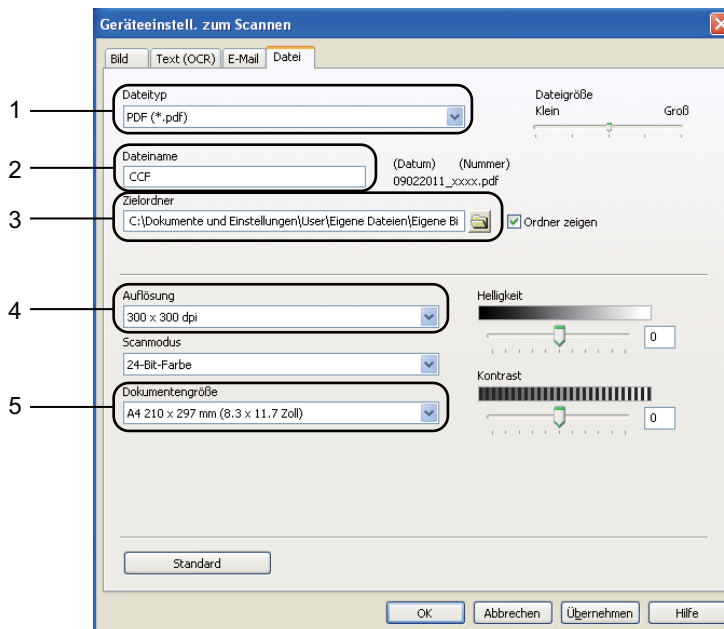 Geräteeinstell. zum Scannen
Bild Text (OCR) E-Mail Datei
1
Dateityp
PDF (*.pdf)
Dateigröße
Klein Groß
2
Dateiname
CCF
(Datum) (Nummer)
09022011_xxxx.pdf
3
Zielordner
C:\Dokumente und Einstellungen\User\Eigene Dateien\Eigene Bi
Ordner zeigen
4
Auflösung
300 x 300 dpi
Scanmodus
24-Bit-Farbe
5
Dokumentengröße
A4 210 x 297 mm (8.3 x 11.7 Zoll)
Helligkeit
0
Kontrast
0
Standard
OK Abbrechen Übernehmen Hilfe